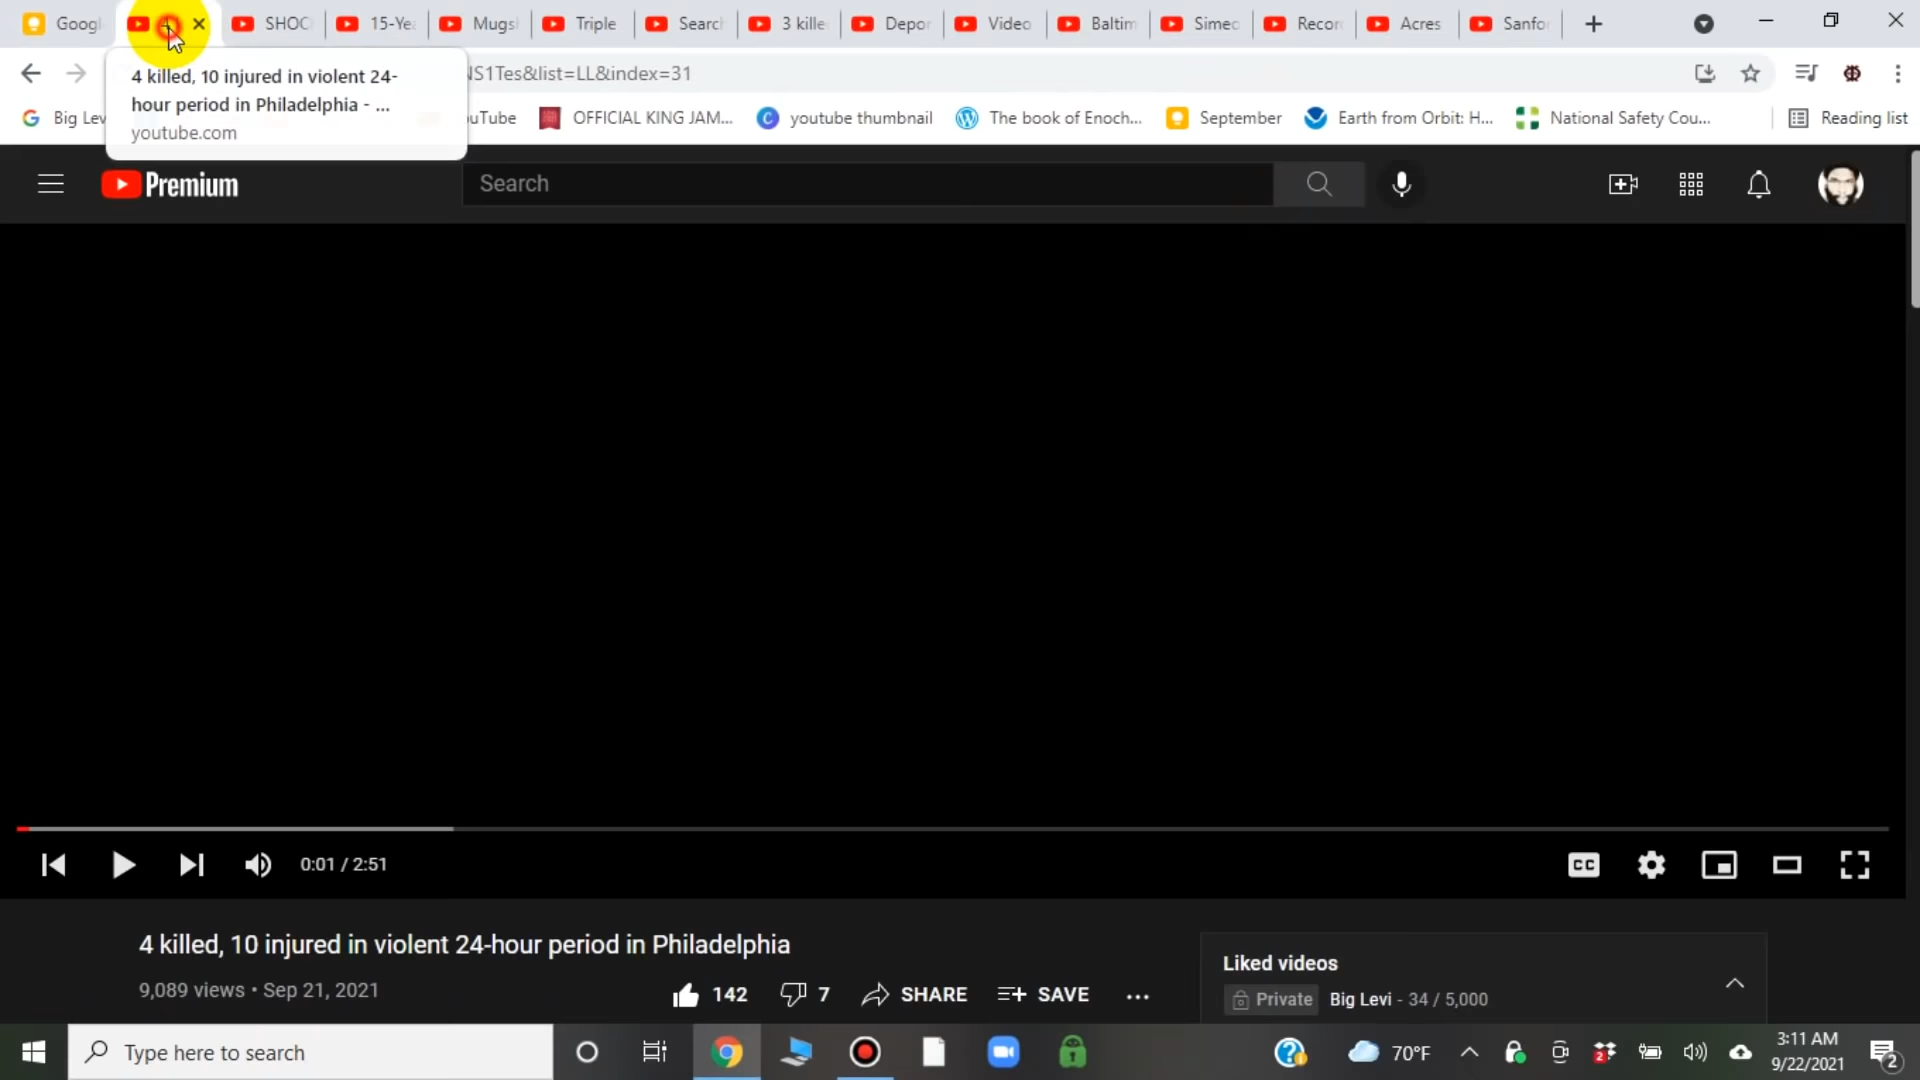 Googl SHOC 15-Ye Mugs Triple Search 3 kille Depor Video Baltim Simeo Recor Acres Sanfo
4 killed, 10 injured in violent 24-
hour period in Philadelphia - ...
youtube.com
NS1Tes&list=LL&index=31
Big Lev uTube OFFICIAL KING JAM... youtube thumbnail The book of Enoch... September Earth from Orbit: H... National Safety Cou... Reading list
Premium Search
0:01 / 2:51 CC
4 killed, 10 injured in violent 24-hour period in Philadelphia
9,089 views • Sep 21, 2021 142 7 SHARE SAVE
Liked videos
Private Big Levi - 34 / 5,000
Type here to search 70°F 3:11 AM
9/22/2021 2